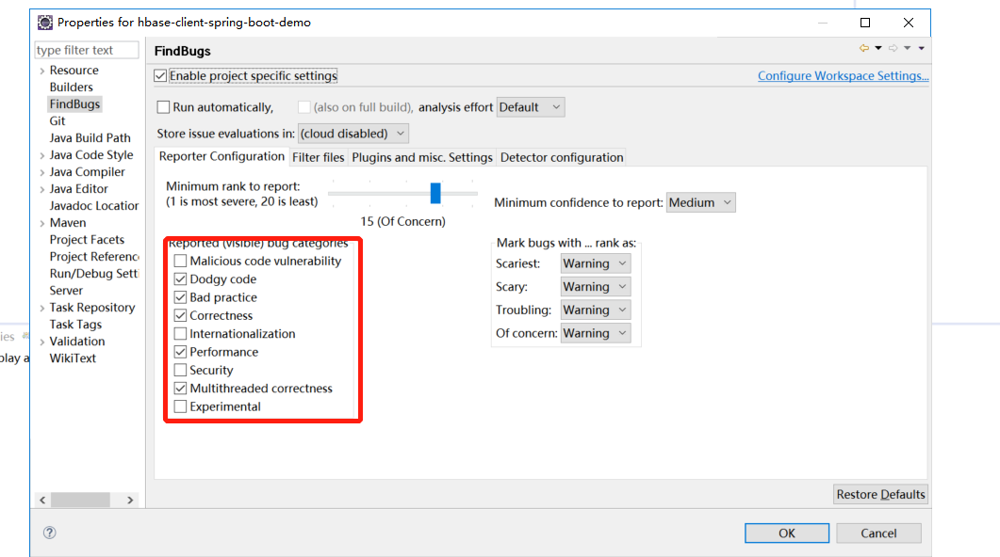 Properties for hbase-client-spring-boot-demo
type filter text
Resource
Builders
FindBugs
Git
Java Build Path
Java Code Style
Java Compiler
Java Editor
Javadoc Location
Maven
Project Facets
Project Referenc
Run/Debug Setti
Server
Task Repository
Task Tags
Validation
WikiText
FindBugs
Enable project specific settings
Configure Workspace Settings...
Run automatically, (also on full build), analysis effort Default
Store issue evaluations in: (cloud disabled)
Reporter Configuration Filter files Plugins and misc. Settings Detector configuration
Minimum rank to report:
(1 is most severe, 20 is least)
15 (Of Concern)
Minimum confidence to report: Medium
Reported (visible) bug categories
Malicious code vulnerability
Dodgy code
Bad practice
Correctness
Internationalization
Performance
Security
Multithreaded correctness
Experimental
Mark bugs with ... rank as:
Scariest: Warning
Scary: Warning
Troubling: Warning
Of concern: Warning
Restore Defaults
OK Cancel
ies
play a